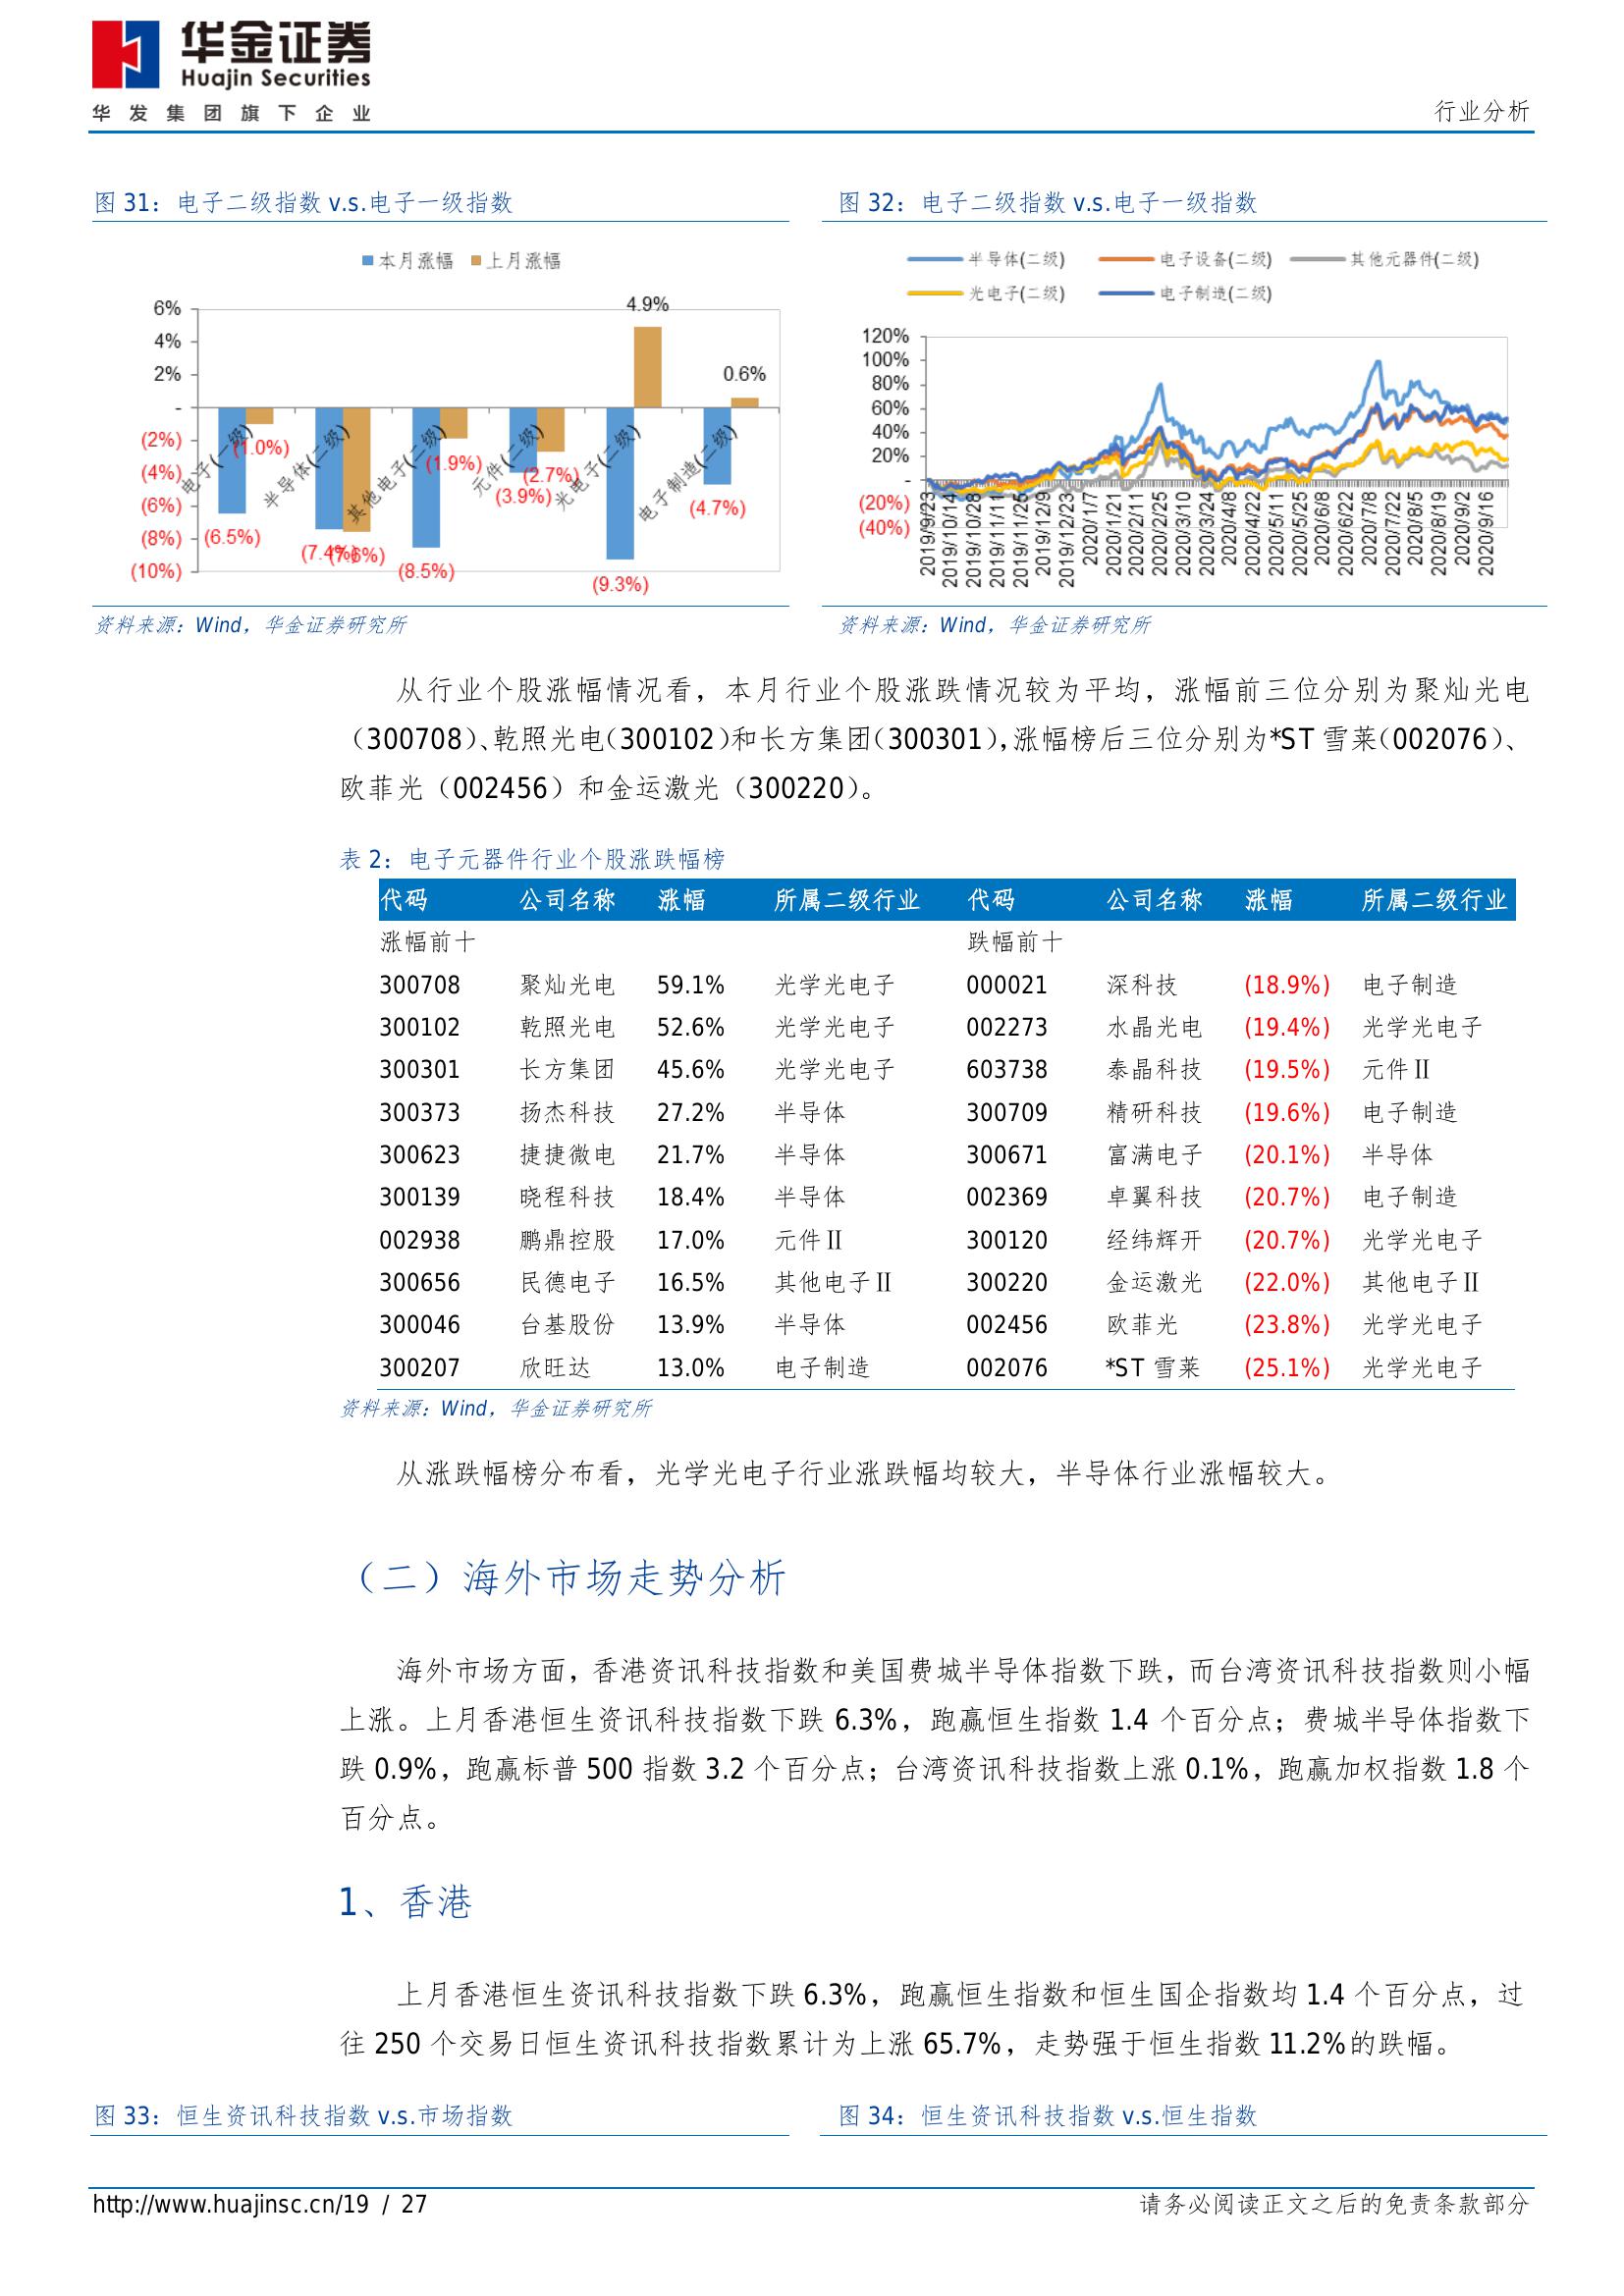 华金证券
Huajin Securities
华发集团旗下企业
行业分析
图 31：电子二级指数 v.s.电子一级指数
本月涨幅 上月涨幅
6%
4%
2%
-
(2%)
(4%)
(6%)
(8%)
(10%)
4.9%
0.6%
(1.0%)
(1.9%)
(2.7%)
(3.9%)
(4.7%)
(6.5%)
(7.4%)
(7.6%)
(8.5%)
(9.3%)
电子(一级)
半导体(二级)
其他电子(二级)
元件(二级)
光电子(二级)
电子制造(二级)
资料来源：Wind，华金证券研究所
图 32：电子二级指数 v.s.电子一级指数
半导体(二级) 电子设备(二级) 其他元器件(二级)
光电子(二级) 电子制造(二级)
120%
100%
80%
60%
40%
20%
-
(20%)
(40%)
2019/9/23
2019/10/14
2019/10/28
2019/11/11
2019/11/25
2019/12/9
2019/12/23
2020/1/7
2020/1/21
2020/2/11
2020/2/25
2020/3/10
2020/3/24
2020/4/8
2020/4/22
2020/5/11
2020/5/25
2020/6/8
2020/6/22
2020/7/8
2020/7/22
2020/8/5
2020/8/19
2020/9/2
2020/9/16
资料来源：Wind，华金证券研究所
从行业个股涨幅情况看，本月行业个股涨跌情况较为平均，涨幅前三位分别为聚灿光电
（300708）、乾照光电（300102）和长方集团（300301），涨幅榜后三位分别为*ST 雪莱（002076）、
欧菲光（002456）和金运激光（300220）。
表 2：电子元器件行业个股涨跌幅榜
代码 公司名称 涨幅 所属二级行业 代码 公司名称 涨幅 所属二级行业
涨幅前十 跌幅前十
300708 聚灿光电 59.1% 光学光电子 000021 深科技 (18.9%) 电子制造
300102 乾照光电 52.6% 光学光电子 002273 水晶光电 (19.4%) 光学光电子
300301 长方集团 45.6% 光学光电子 603738 泰晶科技 (19.5%) 元件Ⅱ
300373 扬杰科技 27.2% 半导体 300709 精研科技 (19.6%) 电子制造
300623 捷捷微电 21.7% 半导体 300671 富满电子 (20.1%) 半导体
300139 晓程科技 18.4% 半导体 002369 卓翼科技 (20.7%) 电子制造
002938 鹏鼎控股 17.0% 元件Ⅱ 300120 经纬辉开 (20.7%) 光学光电子
300656 民德电子 16.5% 其他电子Ⅱ 300220 金运激光 (22.0%) 其他电子Ⅱ
300046 台基股份 13.9% 半导体 002456 欧菲光 (23.8%) 光学光电子
300207 欣旺达 13.0% 电子制造 002076 *ST 雪莱 (25.1%) 光学光电子
资料来源：Wind，华金证券研究所
从涨跌幅榜分布看，光学光电子行业涨跌幅均较大，半导体行业涨幅较大。
（二）海外市场走势分析
海外市场方面，香港资讯科技指数和美国费城半导体指数下跌，而台湾资讯科技指数则小幅
上涨。上月香港恒生资讯科技指数下跌 6.3%，跑赢恒生指数 1.4 个百分点；费城半导体指数下
跌 0.9%，跑赢标普 500 指数 3.2 个百分点；台湾资讯科技指数上涨 0.1%，跑赢加权指数 1.8 个
百分点。
1、香港
上月香港恒生资讯科技指数下跌 6.3%，跑赢恒生指数和恒生国企指数均 1.4 个百分点，过
往 250 个交易日恒生资讯科技指数累计为上涨 65.7%，走势强于恒生指数 11.2%的跌幅。
图 33：恒生资讯科技指数 v.s.市场指数
图 34：恒生资讯科技指数 v.s.恒生指数
http://www.huajinsc.cn/19 / 27
请务必阅读正文之后的免责条款部分